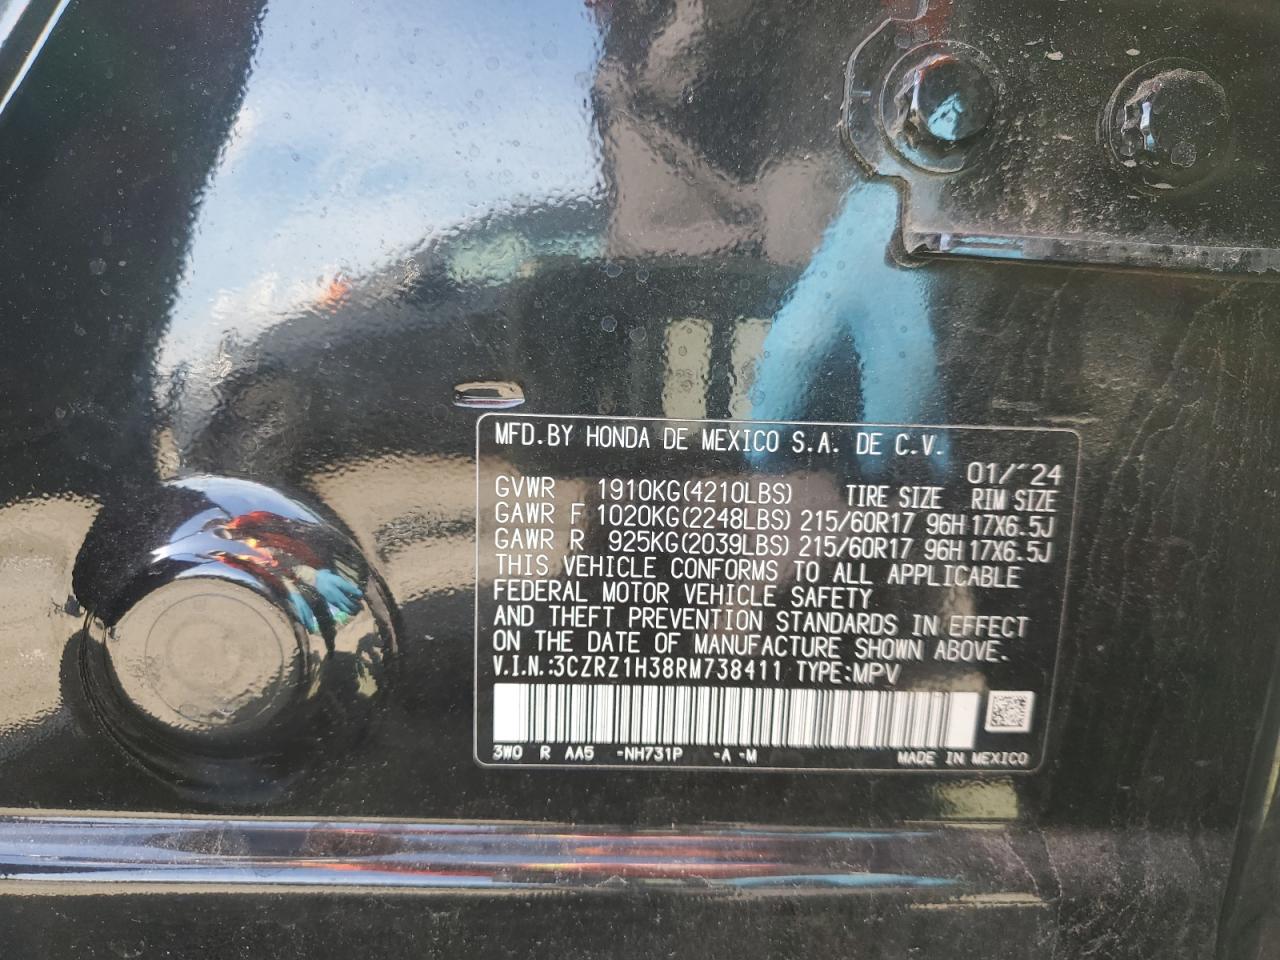 MFD.BY HONDA DE MEXICO S.A. DE C.V.
01/´24
GVWR 1910KG(4210LBS) TIRE SIZE RIM SIZE
GAWR F 1020KG(2248LBS) 215/60R17 96H 17X6.5J
GAWR R 925KG(2039LBS) 215/60R17 96H 17X6.5J
THIS VEHICLE CONFORMS TO ALL APPLICABLE
FEDERAL MOTOR VEHICLE SAFETY
AND THEFT PREVENTION STANDARDS IN EFFECT
ON THE DATE OF MANUFACTURE SHOWN ABOVE.
V.I.N.:3CZRZ1H38RM738411 TYPE:MPV
3W0 R AA5 -NH731P -A -M MADE IN MEXICO